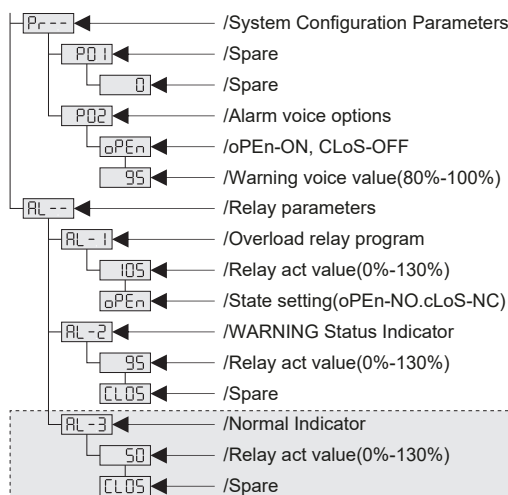 Pr-- /System Configuration Parameters
P01 /Spare
0 /Spare
P02 /Alarm voice options
oPEn /oPEn-ON, CLoS-OFF
95 /Warning voice value(80%-100%)
AL-- /Relay parameters
AL-1 /Overload relay program
105 /Relay act value(0%-130%)
oPEn /State setting(oPEn-NO.cLoS-NC)
AL-2 /WARNING Status Indicator
95 /Relay act value(0%-130%)
CLOS /Spare
AL-3 /Normal Indicator
50 /Relay act value(0%-130%)
CLOS /Spare